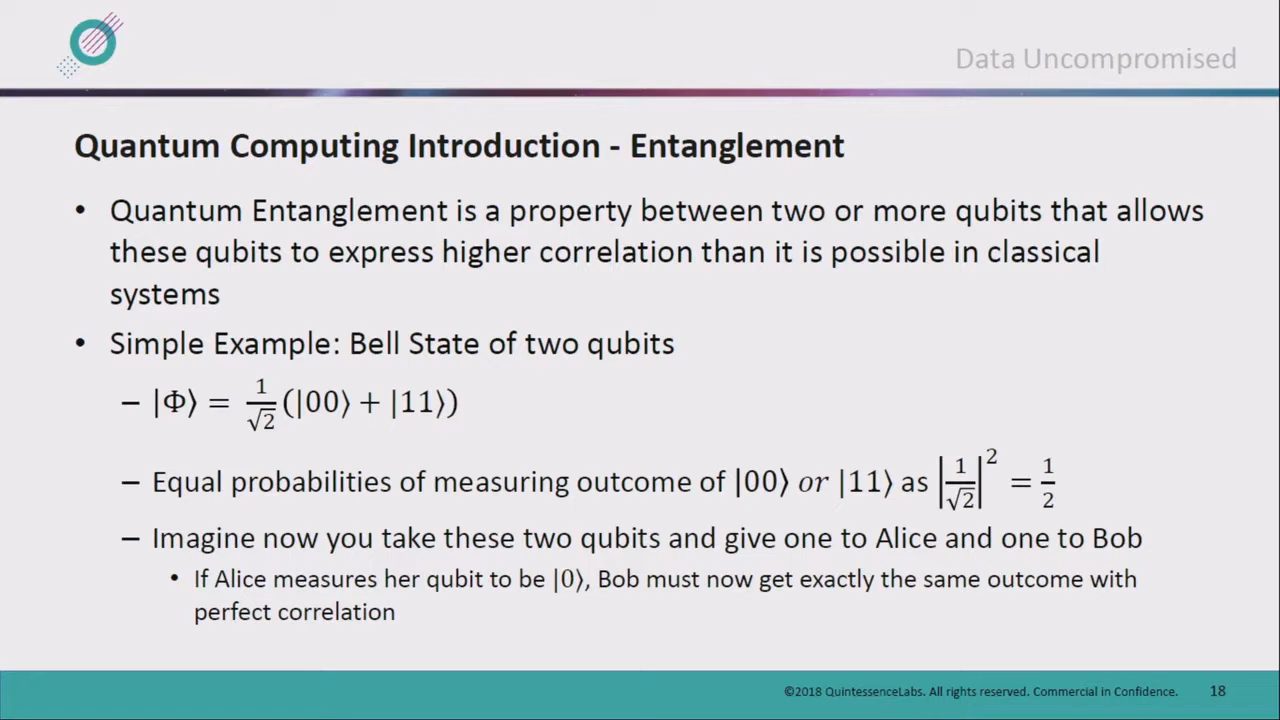 Data Uncompromised
Quantum Computing Introduction - Entanglement
• Quantum Entanglement is a property between two or more qubits that allows
these qubits to express higher correlation than it is possible in classical
systems
• Simple Example: Bell State of two qubits
– |Φ⟩ = 1/√2 (|00⟩ + |11⟩)
– Equal probabilities of measuring outcome of |00⟩ or |11⟩ as |1/√2|² = 1/2
– Imagine now you take these two qubits and give one to Alice and one to Bob
• If Alice measures her qubit to be |0⟩, Bob must now get exactly the same outcome with
perfect correlation
©2018 QuintessenceLabs. All rights reserved. Commercial in Confidence. 18